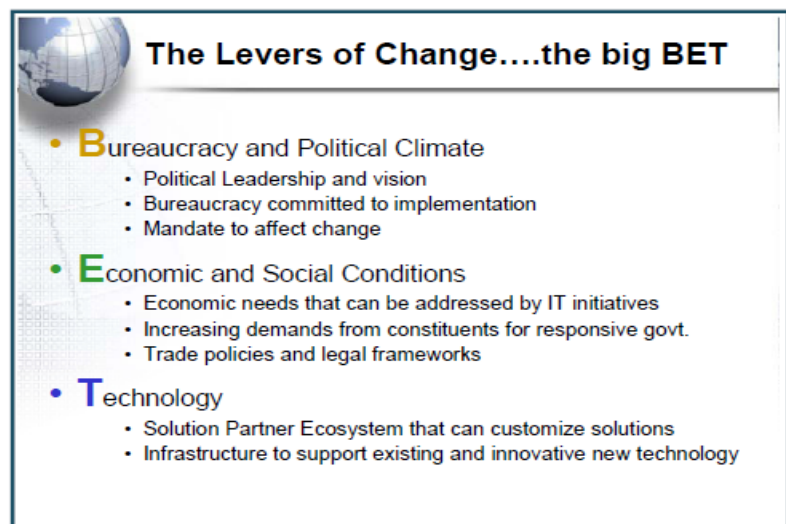 The Levers of Change....the big BET
• Bureaucracy and Political Climate
• Political Leadership and vision
• Bureaucracy committed to implementation
• Mandate to affect change
• Economic and Social Conditions
• Economic needs that can be addressed by IT initiatives
• Increasing demands from constituents for responsive govt.
• Trade policies and legal frameworks
• Technology
• Solution Partner Ecosystem that can customize solutions
• Infrastructure to support existing and innovative new technology